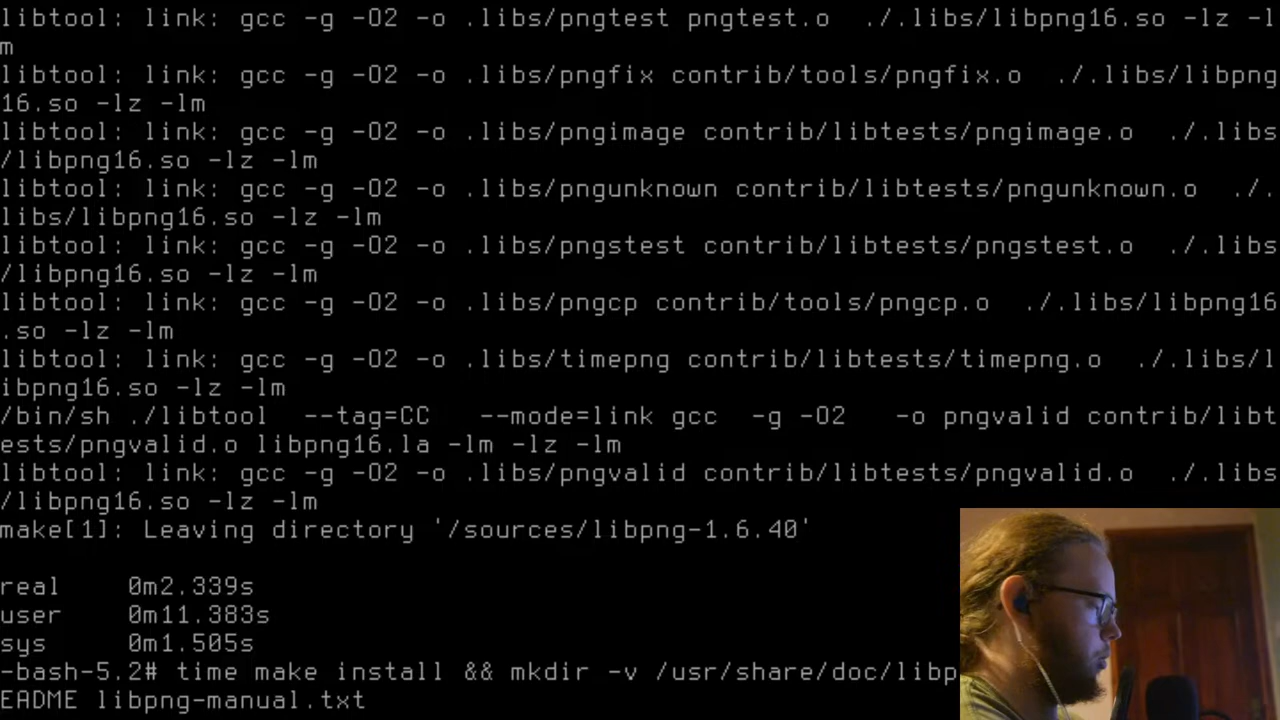 libtool: link: gcc -g -O2 -o .libs/pngtest pngtest.o  ./.libs/libpng16.so -lz -l
m
libtool: link: gcc -g -O2 -o .libs/pngfix contrib/tools/pngfix.o  ./.libs/libpng
16.so -lz -lm
libtool: link: gcc -g -O2 -o .libs/pngimage contrib/libtests/pngimage.o  ./.libs
/libpng16.so -lz -lm
libtool: link: gcc -g -O2 -o .libs/pngunknown contrib/libtests/pngunknown.o  ./.
libs/libpng16.so -lz -lm
libtool: link: gcc -g -O2 -o .libs/pngstest contrib/libtests/pngstest.o  ./.libs
/libpng16.so -lz -lm
libtool: link: gcc -g -O2 -o .libs/pngcp contrib/tools/pngcp.o  ./.libs/libpng16
.so -lz -lm
libtool: link: gcc -g -O2 -o .libs/timepng contrib/libtests/timepng.o  ./.libs/l
ibpng16.so -lz -lm
/bin/sh ./libtool  --tag=CC   --mode=link gcc  -g -O2   -o pngvalid contrib/libt
ests/pngvalid.o libpng16.la -lm -lz -lm
libtool: link: gcc -g -O2 -o .libs/pngvalid contrib/libtests/pngvalid.o  ./.libs
/libpng16.so -lz -lm
make[1]: Leaving directory '/sources/libpng-1.6.40'
real    0m2.339s
user    0m11.383s
sys     0m1.505s
-bash-5.2# time make install && mkdir -v /usr/share/doc/libp
EADME libpng-manual.txt